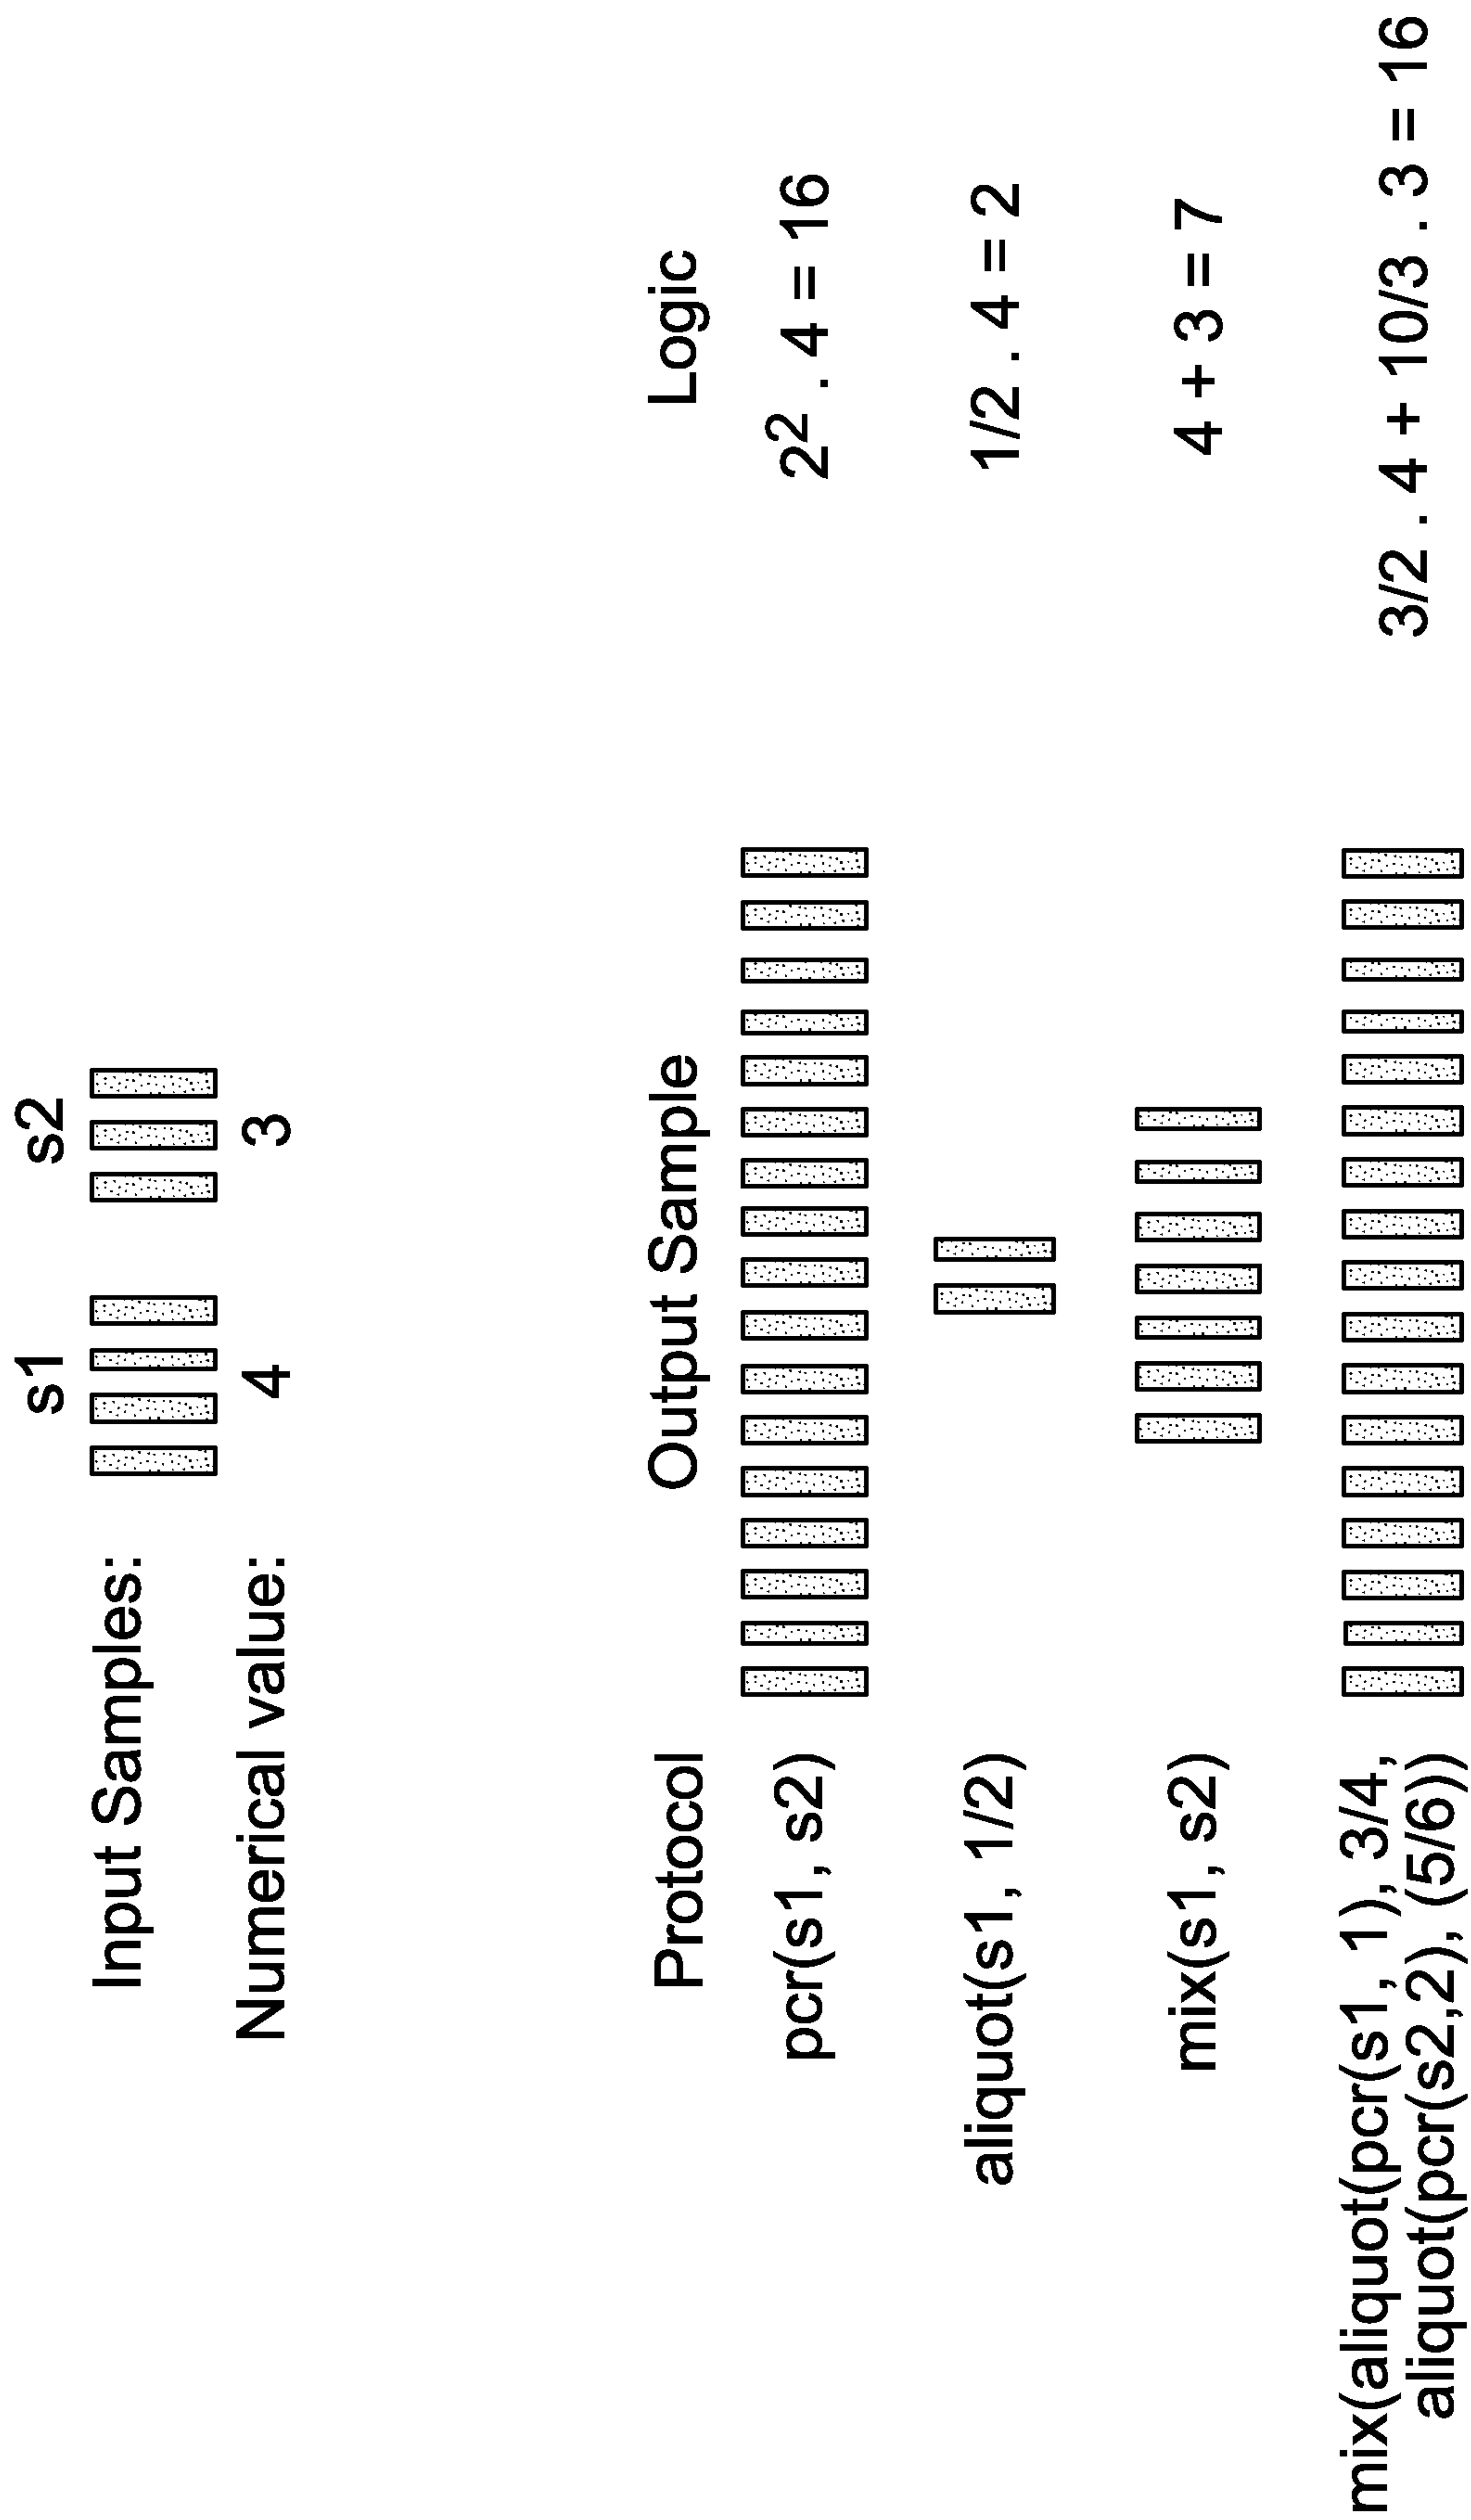 s1 s2
Input Samples:
Numerical value: 4 3
Protocol Output Sample Logic
pcr(s1, s2) 2² . 4 = 16
aliquot(s1, 1/2) 1/2 . 4 = 2
mix(s1, s2) 4 + 3 = 7
mix(aliquot(pcr(s1, 1), 3/4, 3/2 . 4 + 10/3 . 3 = 16
aliquot(pcr(s2,2), (5/6))